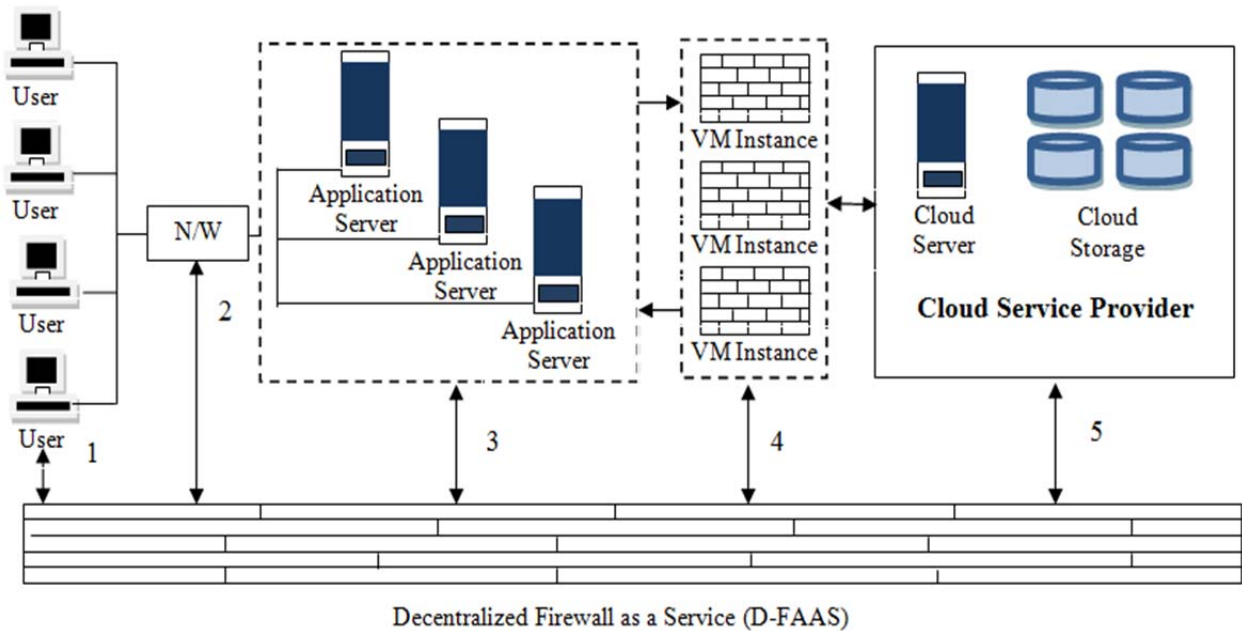 User
User
User
User
N/W
Application
Server
Application
Server
Application
Server
VM Instance
VM Instance
VM Instance
Cloud
Server
Cloud
Storage
Cloud Service Provider
1
2
3
4
5
Decentralized Firewall as a Service (D-FAAS)